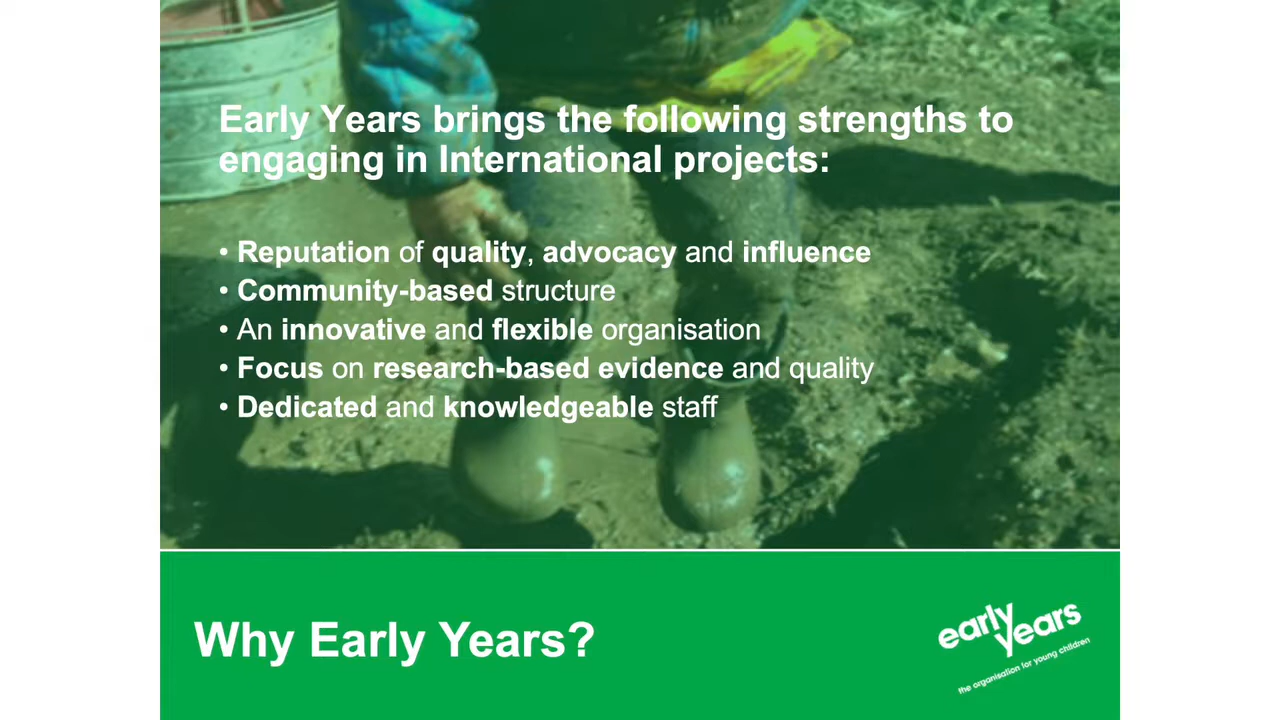 Early Years brings the following strengths to
engaging in International projects:
• Reputation of quality, advocacy and influence
• Community-based structure
• An innovative and flexible organisation
• Focus on research-based evidence and quality
• Dedicated and knowledgeable staff
Why Early Years?
early
years
the organisation for young children